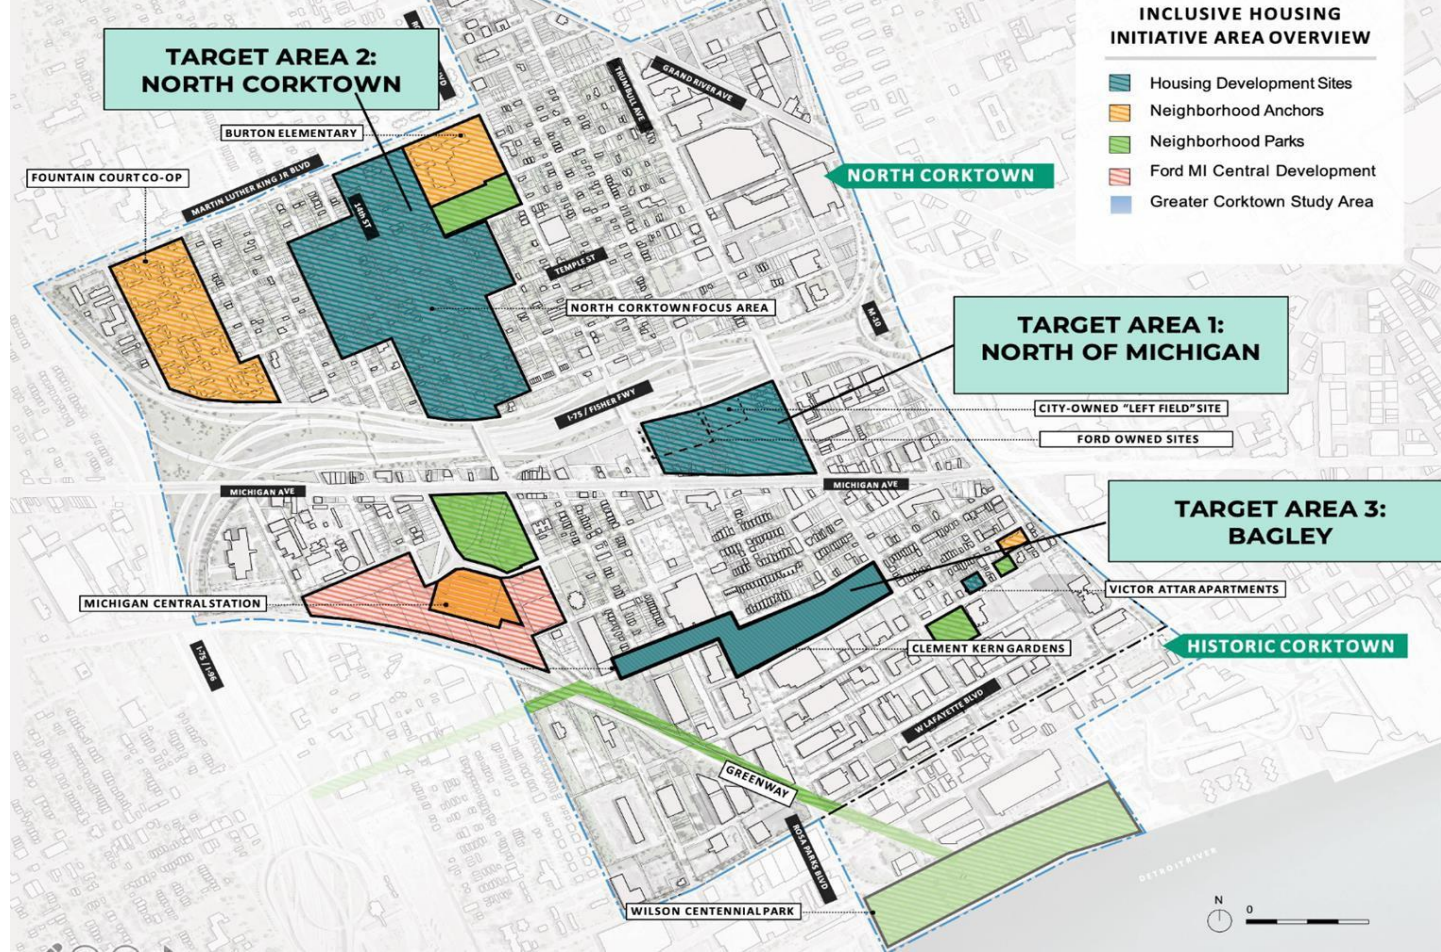 INCLUSIVE HOUSING
INITIATIVE AREA OVERVIEW
Housing Development Sites
Neighborhood Anchors
Neighborhood Parks
Ford MI Central Development
Greater Corktown Study Area
TARGET AREA 2:
NORTH CORKTOWN
BURTON ELEMENTARY
FOUNTAIN COURT CO-OP
MARTIN LUTHER KING JR BLVD
14th ST
TRUMBULL AVE
GRAND RIVER AVE
NORTH CORKTOWN
TEMPLE ST
NORTH CORKTOWN FOCUS AREA
M-10
TARGET AREA 1:
NORTH OF MICHIGAN
I-75 / FISHER FWY
CITY-OWNED "LEFT FIELD" SITE
FORD OWNED SITES
MICHIGAN AVE
MICHIGAN AVE
TARGET AREA 3:
BAGLEY
VICTOR ATTAR APARTMENTS
MICHIGAN CENTRAL STATION
HISTORIC CORKTOWN
CLEMENT KERN GARDENS
I-75 / I-96
W LAFAYETTE BLVD
GREENWAY
ROSA PARKS BLVD
DETROIT RIVER
WILSON CENTENNIAL PARK
N
0